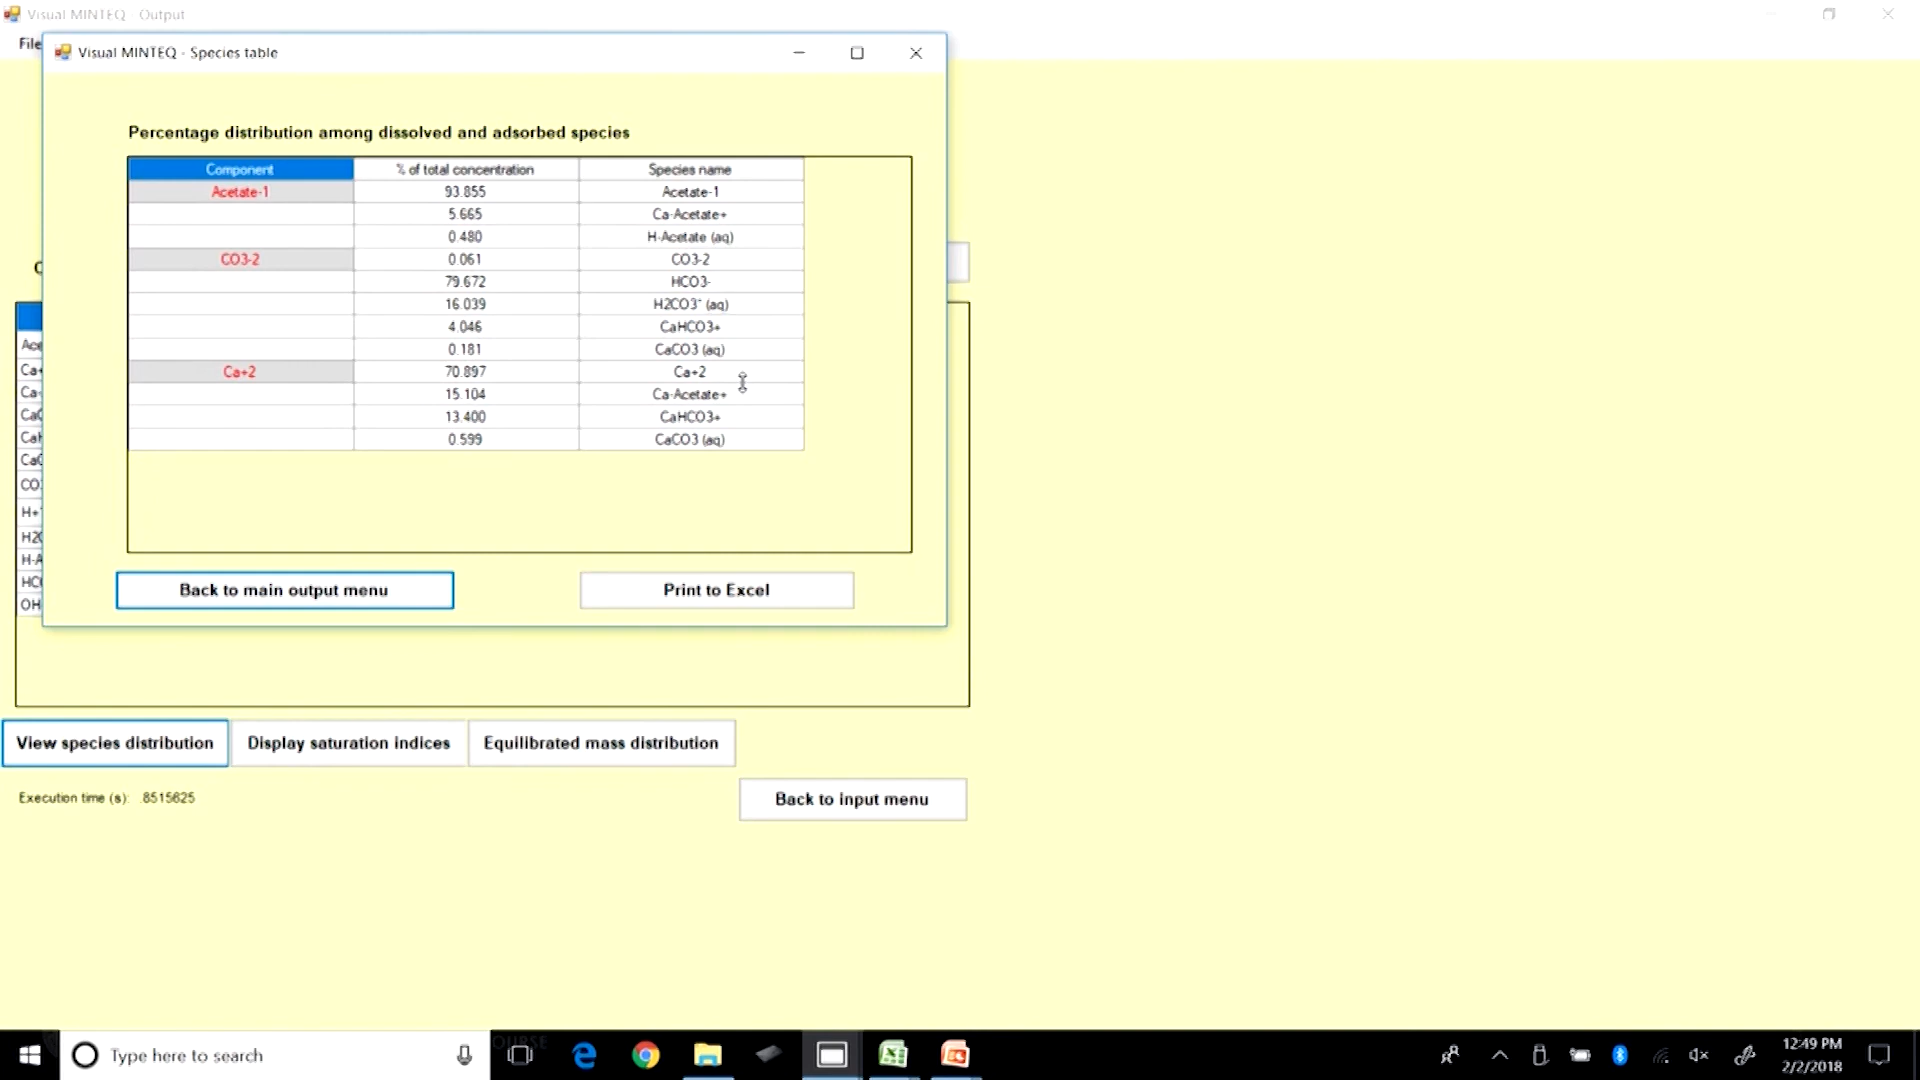 Visual MINTEQ - Output
File
Visual MINTEQ - Species table
Percentage distribution among dissolved and adsorbed species
Component % of total concentration Species name
Acetate-1 93.855 Acetate-1
5.665 Ca-Acetate+
0.480 H-Acetate (aq)
CO3-2 0.061 CO3-2
79.672 HCO3-
16.039 H2CO3* (aq)
4.046 CaHCO3+
0.181 CaCO3 (aq)
Ca+2 70.897 Ca+2
15.104 Ca-Acetate+
13.400 CaHCO3+
0.599 CaCO3 (aq)
Back to main output menu Print to Excel
View species distribution Display saturation indices Equilibrated mass distribution
Execution time (s): .8515625
Back to input menu
Type here to search
12:49 PM
2/2/2018